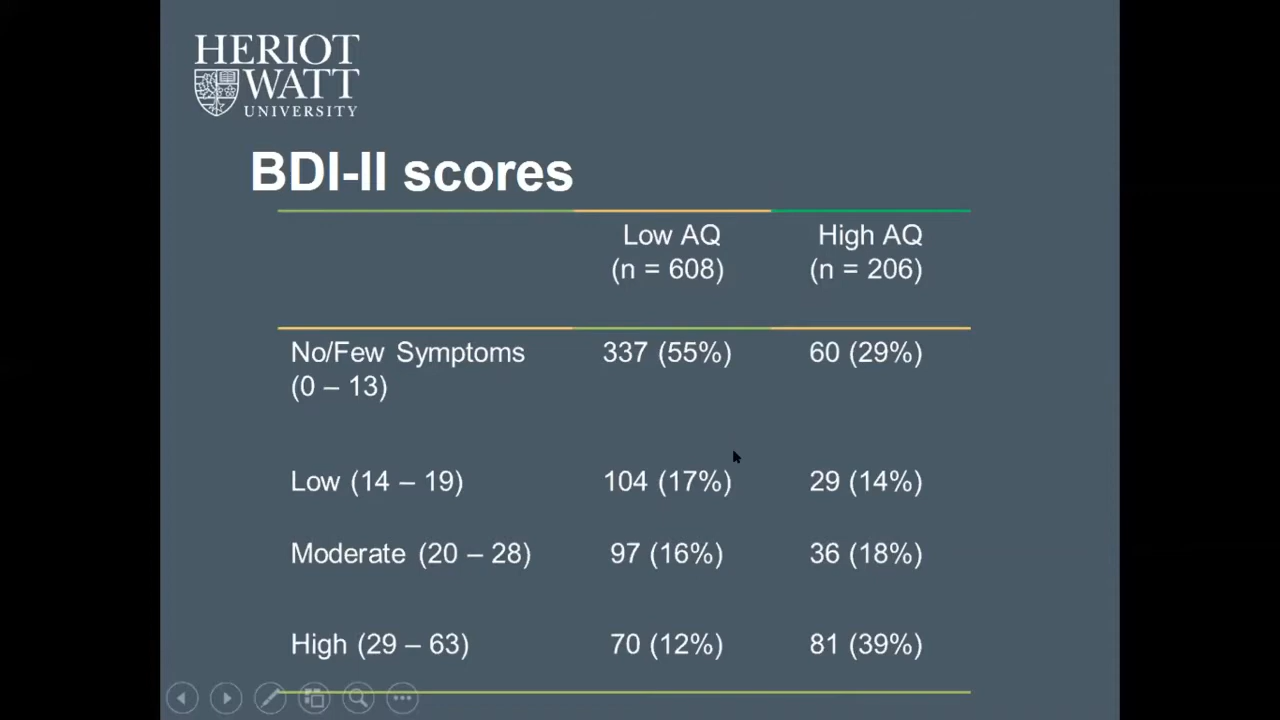 HERIOT
WATT
UNIVERSITY
BDI-II scores
Low AQ
(n = 608)
High AQ
(n = 206)
No/Few Symptoms
(0 – 13)
337 (55%)
60 (29%)
Low (14 – 19)
104 (17%)
29 (14%)
Moderate (20 – 28)
97 (16%)
36 (18%)
High (29 – 63)
70 (12%)
81 (39%)